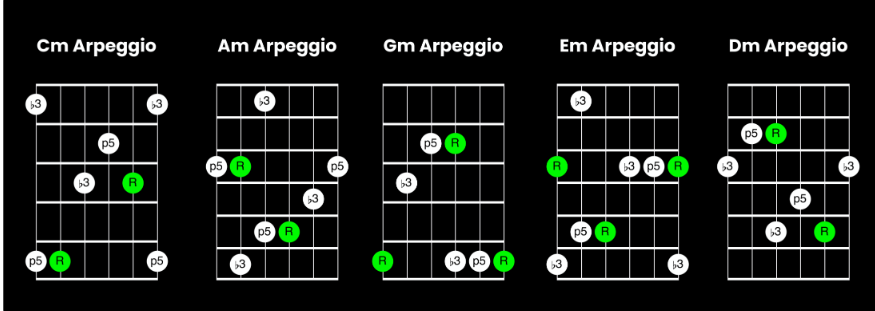 Cm Arpeggio
♭3 ♭3
p5
♭3 R
p5 R p5
Am Arpeggio
♭3
p5 R p5
♭3
p5 R
♭3
Gm Arpeggio
p5 R
♭3
R ♭3 p5 R
Em Arpeggio
♭3
R ♭3 p5 R
p5 R
♭3 ♭3
Dm Arpeggio
p5 R
♭3 ♭3
p5
♭3 R